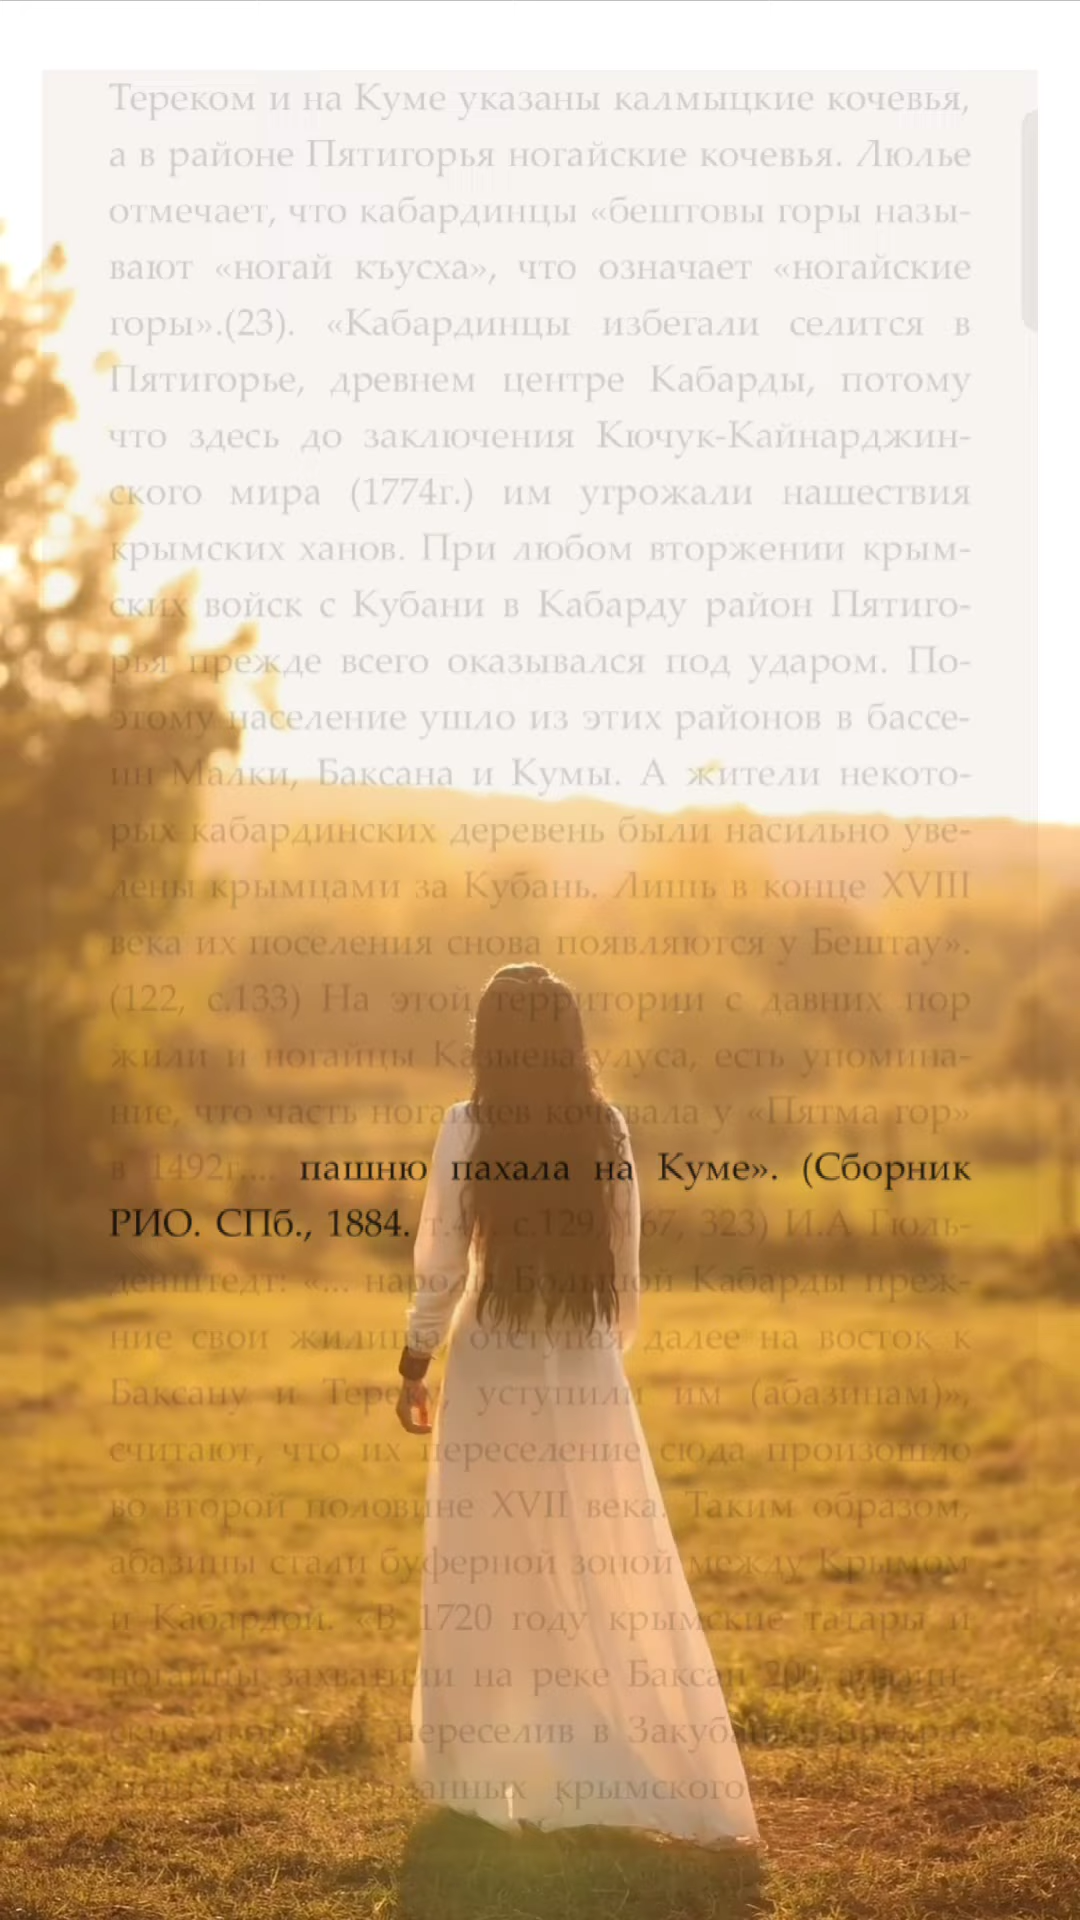 Тереком и на Куме указаны калмыцкие кочевья,
а в районе Пятигорья ногайские кочевья. Люлье
отмечает, что кабардинцы «бештовы горы назы-
вают «ногай къусха», что означает «ногайские
горы».(23). «Кабардинцы избегали селится в
Пятигорье, древнем центре Кабарды, потому
что здесь до заключения Кючук-Кайнарджин-
ского мира (1774г.) им угрожали нашествия
крымских ханов. При любом вторжении крым-
ских войск с Кубани в Кабарду район Пятиго-
рья прежде всего оказывался под ударом. По-
этому население ушло из этих районов в бассе-
ин Малки, Баксана и Кумы. А жители некото-
рых кабардинских деревень были насильно уве-
дены крымцами за Кубань. Лишь в конце XVIII
века их поселения снова появляются у Бештау».
(122, с.133) На этой территории с давних пор
жили и ногайцы Казыева улуса, есть упомина-
ние, что часть ногайцев кочевала у «Пятма гор»
в 1492г.... пашню пахала на Куме». (Сборник
РИО. СПб., 1884. с.129, 167, 323) И.А Гюль-
денштедт: «... народы Большой Кабарды преж-
ние свои жилища, отступая далее на восток к
Баксану и Тереку, уступили им (абазинам)»,
считают, что их переселение сюда произошло
во второй половине XVII века. Таким образом,
абазины стали буферной зоной между Крымом
и Кабардой. «В 1720 году крымские татары и
ногайцы захватили на реке Баксан 200
переселив в
крымского